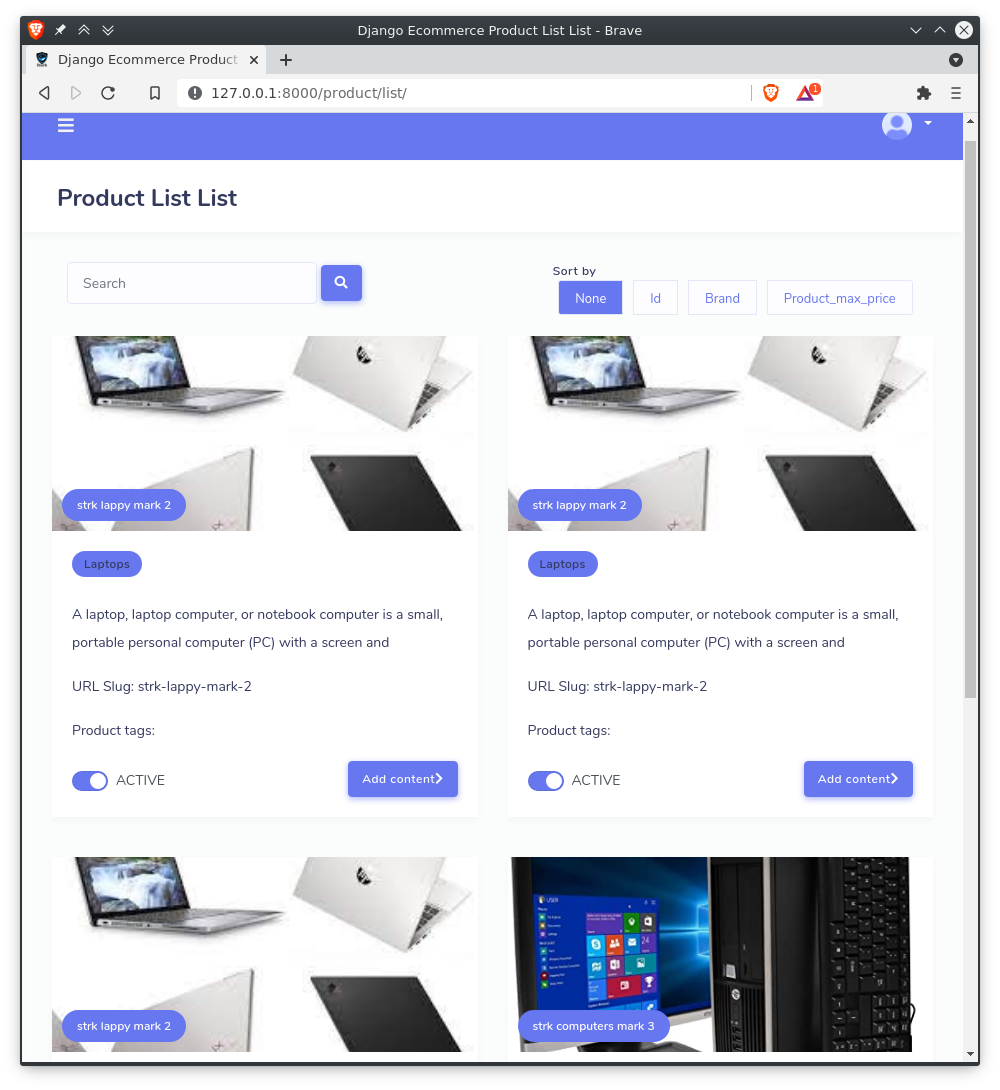 Django Ecommerce Product List List - Brave
Django Ecommerce Product
127.0.0.1:8000/product/list/
1
Product List List
Search
Sort by
None Id Brand Product_max_price
strk lappy mark 2
strk lappy mark 2
Laptops
Laptops
A laptop, laptop computer, or notebook computer is a small,
portable personal computer (PC) with a screen and
A laptop, laptop computer, or notebook computer is a small,
portable personal computer (PC) with a screen and
URL Slug: strk-lappy-mark-2
URL Slug: strk-lappy-mark-2
Product tags:
Product tags:
ACTIVE
Add content
ACTIVE
Add content
strk lappy mark 2
strk computers mark 3